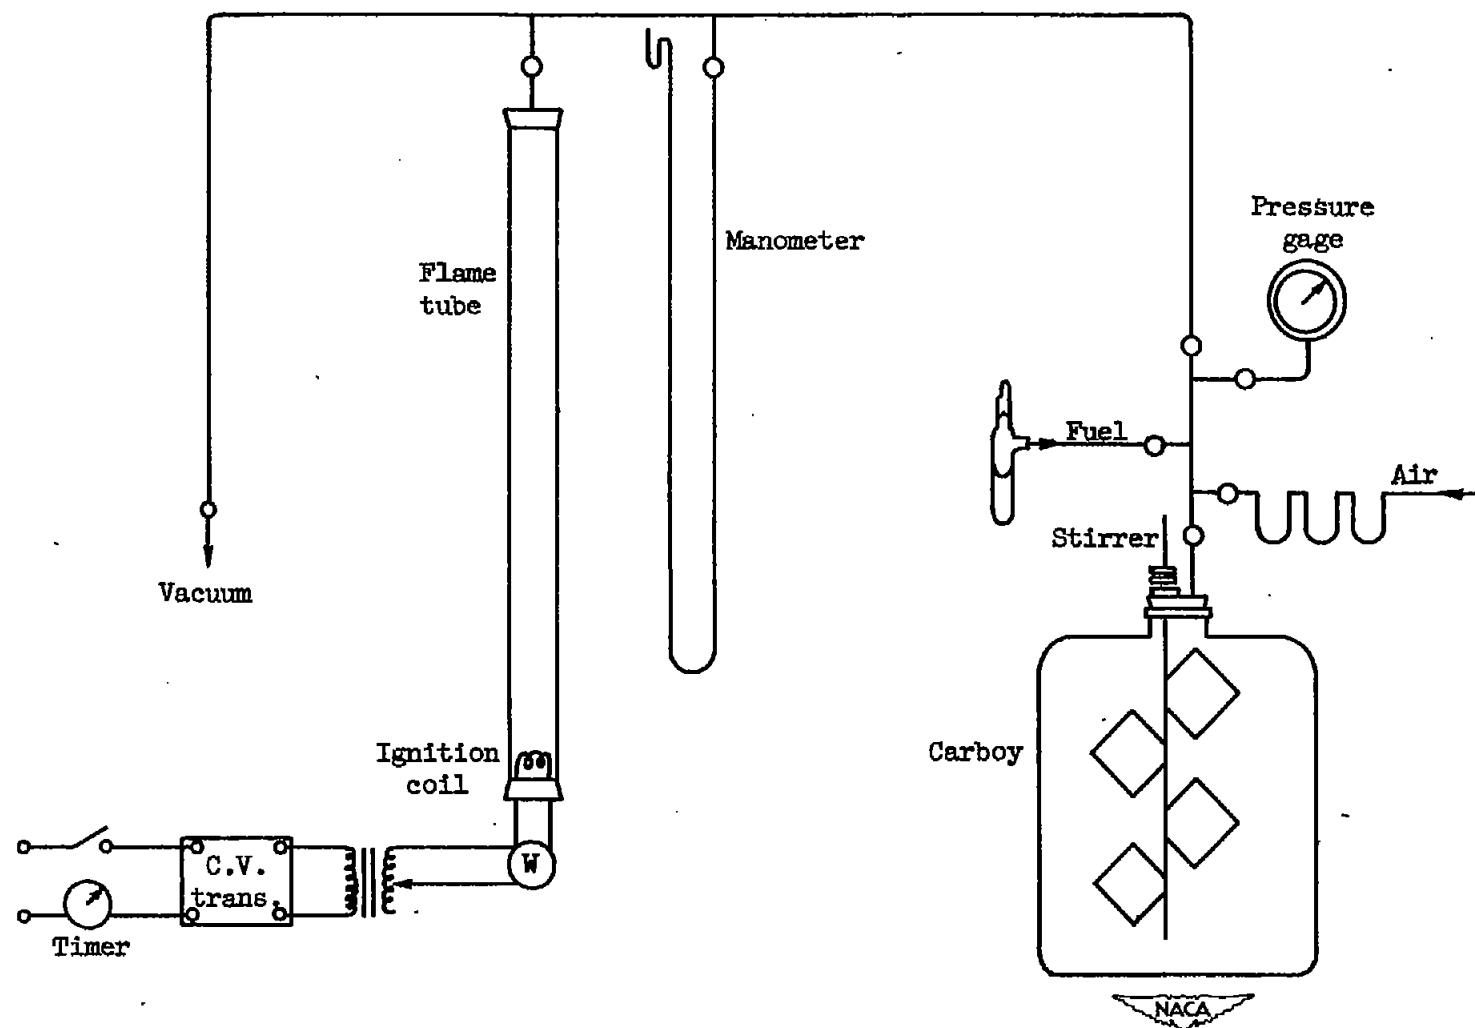 Pressure
gage
Manometer
Flame
tube
Fuel
Air
Stirrer
Vacuum
Ignition
coil
Carboy
C.V.
trans.
W
Timer
NACA